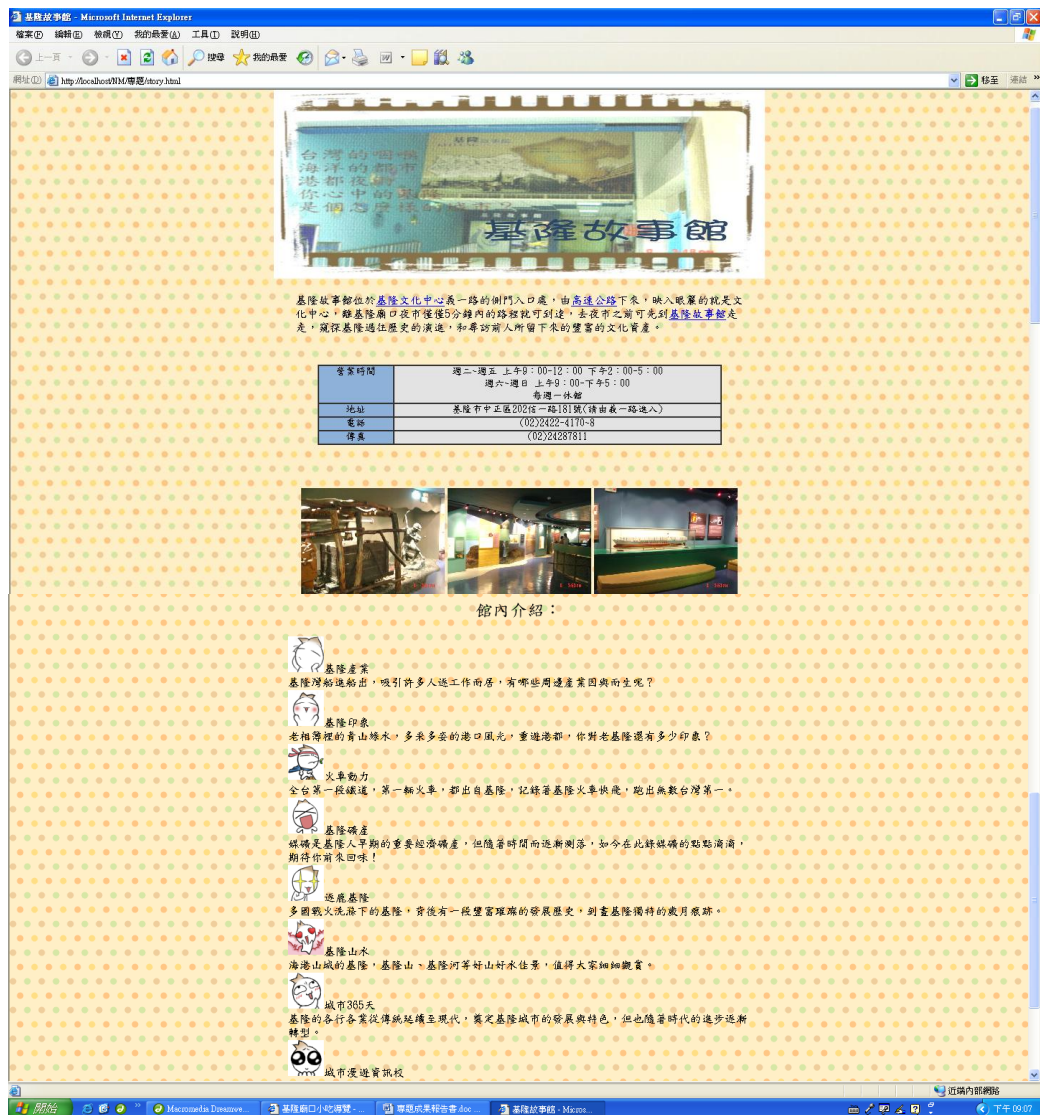 基隆故事館 - Microsoft Internet Explorer
檔案(F) 編輯(E) 檢視(V) 我的最愛(A) 工具(T) 說明(H)
上一頁 搜尋 我的最愛
網址(D) http://localhost/NM/專題/story.html 移至 連結
台灣的咽喉
海洋的都市
港都夜雨
你心中的基隆
是個怎麼樣的城市？
基隆故事館
基隆故事館位於基隆文化中心義一路的側門入口處，由高速公路下來，映入眼簾的就是文
化中心，離基隆廟口夜市僅僅5分鐘內的路程就可到達，去夜市之前可先到基隆故事館走
走，窺探基隆過往歷史的演進，和尋訪前人所留下來的豐富的文化資產。
營業時間 週二~週五 上午9：00-12：00 下午2：00-5：00
週六~週日 上午9：00-下午5：00
每週一休館
地址 基隆市中正區202信一路181號(請由義一路進入)
電話 (02)2422-4170~8
傳真 (02)24287811
館內介紹：
基隆產業
基隆灣船進船出，吸引許多人逐工作而居，有哪些周邊產業因與而生呢？
基隆印象
老相簿裡的青山綠水，多采多姿的港口風光，重遊港都，你對老基隆還有多少印象？
火車動力
全台第一段鐵道，第一輛火車，都出自基隆，記錄著基隆火車快飛，跑出無數台灣第一。
基隆礦產
煤礦是基隆人早期的重要經濟礦產，但隨著時間而逐漸沒落，如今在此錄煤礦的點點滴滴，
期待你前來回味！
逐鹿基隆
多國戰火洗滌下的基隆，背後有一段豐富璀璨的發展歷史，刻畫基隆獨特的歲月痕跡。
基隆山水
海港山城的基隆，基隆山、基隆河等好山好水佳景，值得大家細細觀賞。
城市365天
基隆的各行各業從傳統延續至現代，奠定基隆城市的發展與特色，但也隨著時代的進步逐漸
轉型。
城市漫遊資訊校
近端內部網路
開始 Macromedia Dreamwe... 基隆廟口小吃導覽 - ... 專題成果報告書.doc ... 基隆故事館 - Micros... 下午 09:07